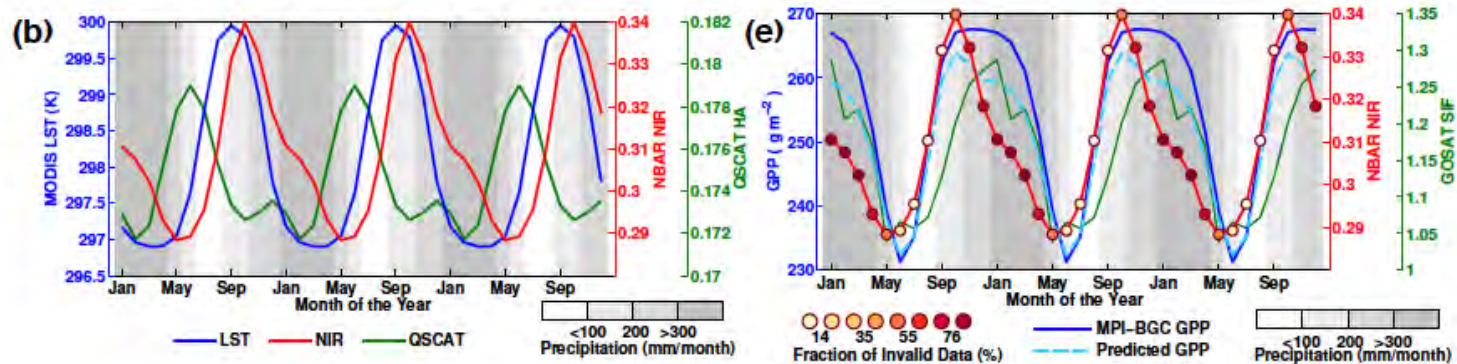 (b)
300
299.5
299
298.5
298
297.5
297
296.5
MODIS LST (K)
0.34
0.33
0.32
0.31
0.3
0.29
NBAR NIR
0.182
0.18
0.178
0.176
0.174
0.172
0.17
QSCAT HA
Jan May Sep Jan May Sep Jan May Sep
Month of the Year
LST NIR QSCAT
<100 200 >300
Precipitation (mm/month)
(e)
270
260
250
240
230
GPP ( g m−2)
0.34
0.33
0.32
0.31
0.3
0.29
NBAR NIR
1.35
1.3
1.25
1.2
1.15
1.1
1.05
1
GOSAT SIF
Jan May Sep Jan May Sep Jan May Sep
Month of the Year
14 35 55 76
Fraction of Invalid Data (%)
MPI−BGC GPP
Predicted GPP
<100 200 >300
Precipitation (mm/month)